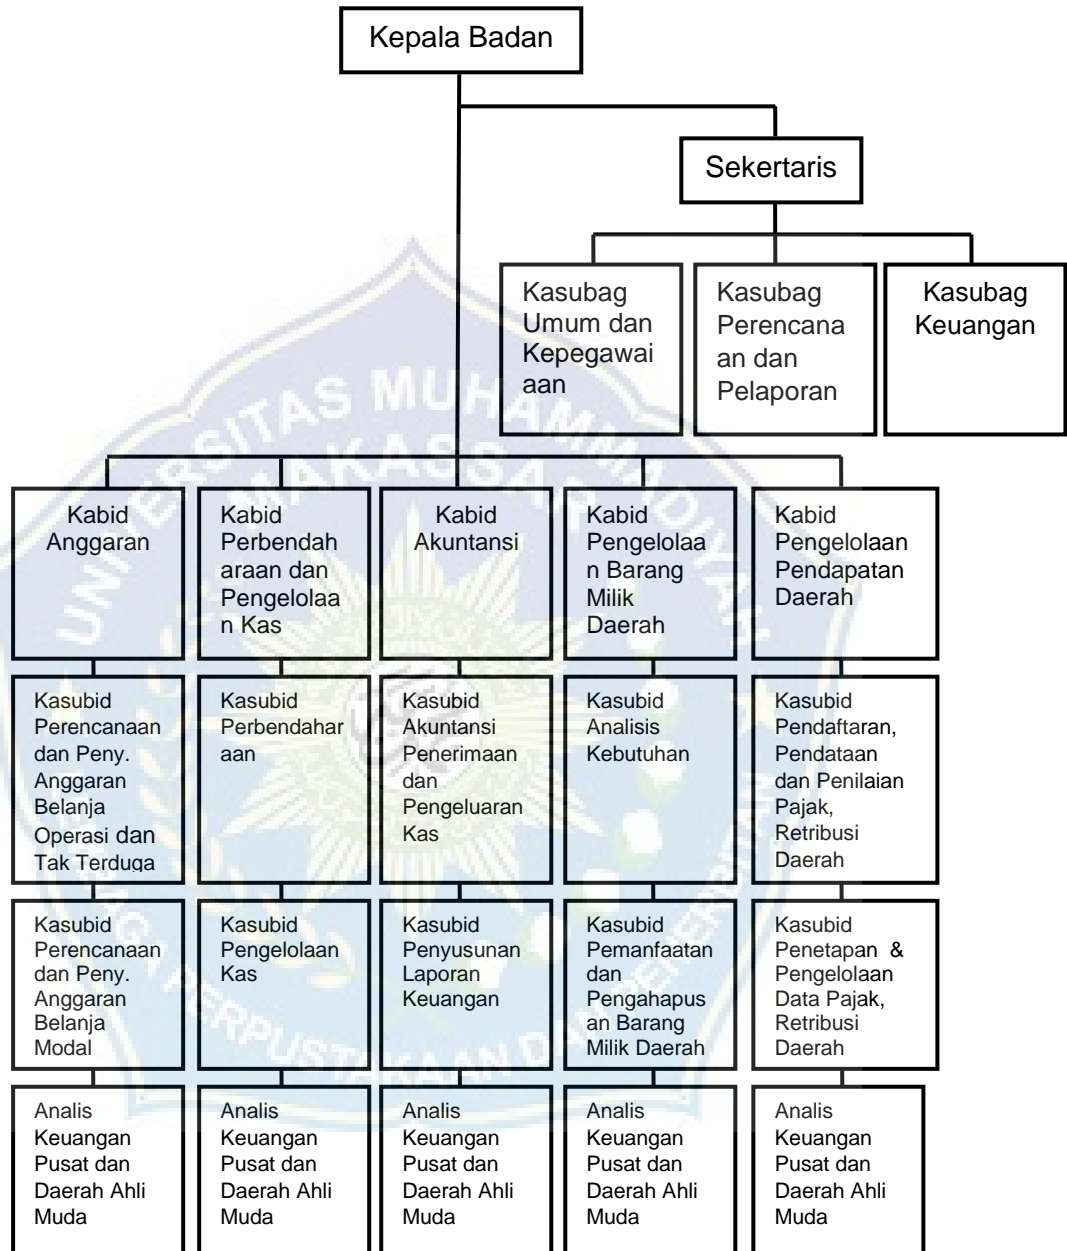 Kepala Badan
Sekertaris
Kasubag
Umum dan
Kepegawai
aan
Kasubag
Perencana
an dan
Pelaporan
Kasubag
Keuangan
Kabid
Anggaran
Kabid
Perbendah
araan dan
Pengelolaa
n Kas
Kabid
Akuntansi
Kabid
Pengelolaa
n Barang
Milik
Daerah
Kabid
Pengelolaan
Pendapatan
Daerah
Kasubid
Perencanaan
dan Peny.
Anggaran
Belanja
Operasi dan
Tak Terduga
Kasubid
Perbendahar
aan
Kasubid
Akuntansi
Penerimaan
dan
Pengeluaran
Kas
Kasubid
Analisis
Kebutuhan
Kasubid
Pendaftaran,
Pendataan
dan Penilaian
Pajak,
Retribusi
Daerah
Kasubid
Perencanaan
dan Peny.
Anggaran
Belanja
Modal
Kasubid
Pengelolaan
Kas
Kasubid
Penyusunan
Laporan
Keuangan
Kasubid
Pemanfaatan
dan
Pengahapus
an Barang
Milik Daerah
Kasubid
Penetapan &
Pengelolaan
Data Pajak,
Retribusi
Daerah
Analis
Keuangan
Pusat dan
Daerah Ahli
Muda
Analis
Keuangan
Pusat dan
Daerah Ahli
Muda
Analis
Keuangan
Pusat dan
Daerah Ahli
Muda
Analis
Keuangan
Pusat dan
Daerah Ahli
Muda
Analis
Keuangan
Pusat dan
Daerah Ahli
Muda
UNIVERSITAS MUHAMMADIYAH
MAKASSAR
PERPUSTAKAAN DAN PENERBITAN